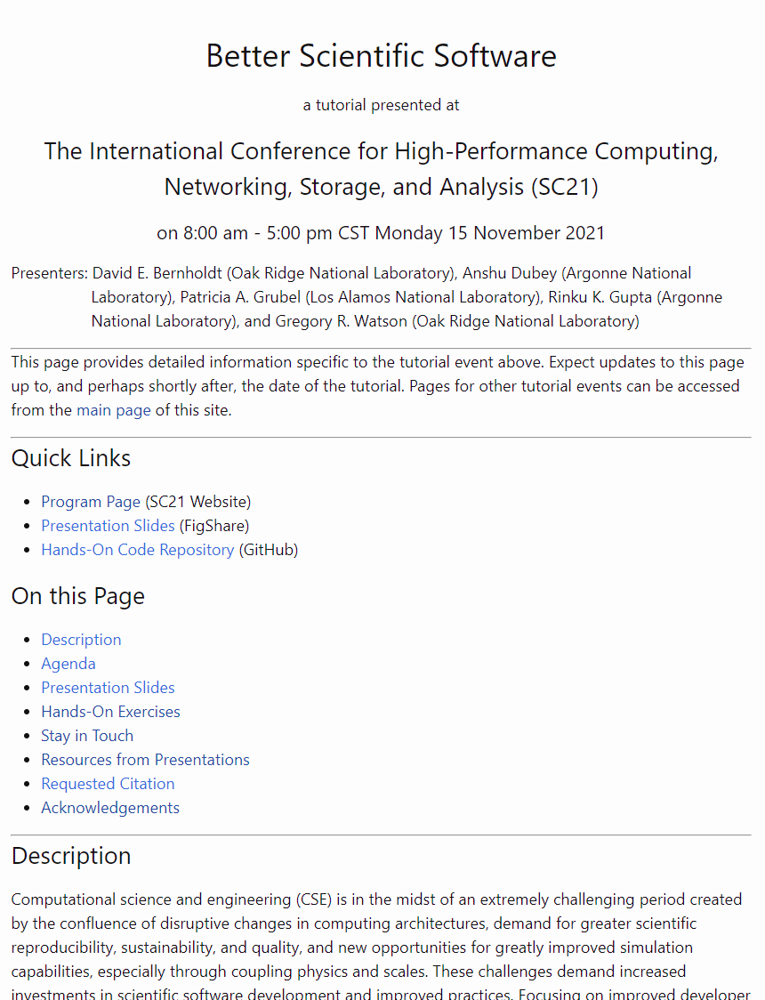 Better Scientific Software
a tutorial presented at
The International Conference for High-Performance Computing,
Networking, Storage, and Analysis (SC21)
on 8:00 am - 5:00 pm CST Monday 15 November 2021
Presenters: David E. Bernholdt (Oak Ridge National Laboratory), Anshu Dubey (Argonne National
Laboratory), Patricia A. Grubel (Los Alamos National Laboratory), Rinku K. Gupta (Argonne
National Laboratory), and Gregory R. Watson (Oak Ridge National Laboratory)
This page provides detailed information specific to the tutorial event above. Expect updates to this page
up to, and perhaps shortly after, the date of the tutorial. Pages for other tutorial events can be accessed
from the main page of this site.
Quick Links
• Program Page (SC21 Website)
• Presentation Slides (FigShare)
• Hands-On Code Repository (GitHub)
On this Page
• Description
• Agenda
• Presentation Slides
• Hands-On Exercises
• Stay in Touch
• Resources from Presentations
• Requested Citation
• Acknowledgements
Description
Computational science and engineering (CSE) is in the midst of an extremely challenging period created
by the confluence of disruptive changes in computing architectures, demand for greater scientific
reproducibility, sustainability, and quality, and new opportunities for greatly improved simulation
capabilities, especially through coupling physics and scales. These challenges demand increased
investments in scientific software development and improved practices. Focusing on improved developer